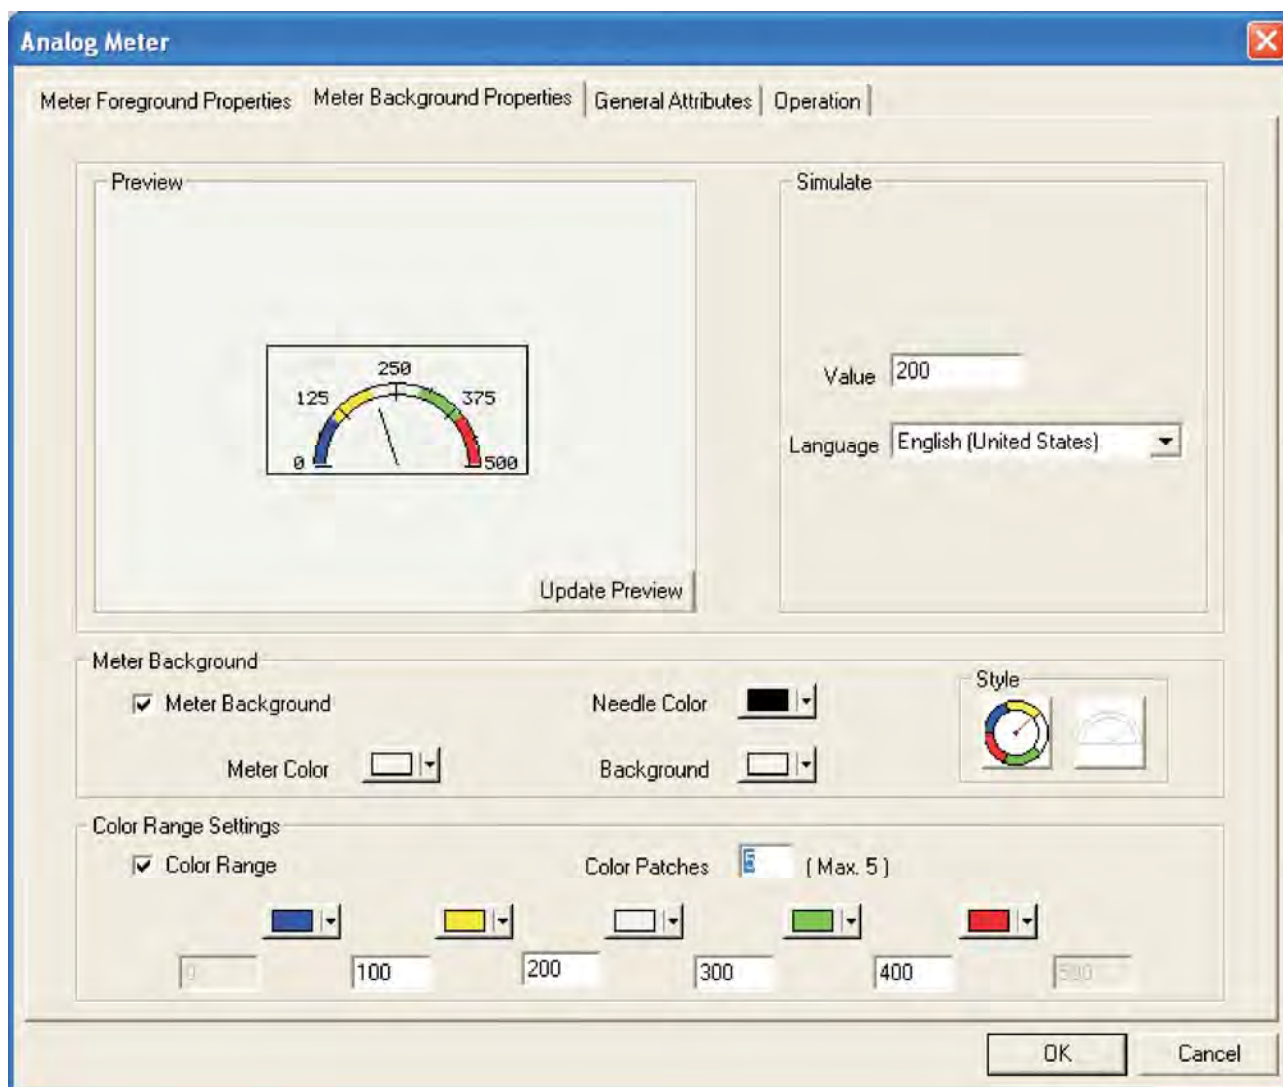 Analog Meter
Meter Foreground Properties
Meter Background Properties
General Attributes
Operation
Preview
Simulate
250
125
375
0
500
Value 200
Language English (United States)
Update Preview
Meter Background
Meter Background
Needle Color
Style
Meter Color
Background
Color Range Settings
Color Range
Color Patches 5 ( Max. 5 )
0 100 200 300 400 500
OK
Cancel